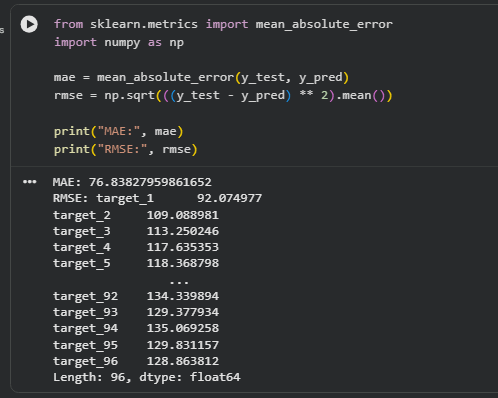 s
from sklearn.metrics import mean_absolute_error
import numpy as np
mae = mean_absolute_error(y_test, y_pred)
rmse = np.sqrt(((y_test - y_pred) ** 2).mean())
print("MAE:", mae)
print("RMSE:", rmse)
••• MAE: 76.83827959861652
RMSE: target_1 92.074977
target_2 109.088981
target_3 113.250246
target_4 117.635353
target_5 118.368798
...
target_92 134.339894
target_93 129.377934
target_94 135.069258
target_95 129.831157
target_96 128.863812
Length: 96, dtype: float64